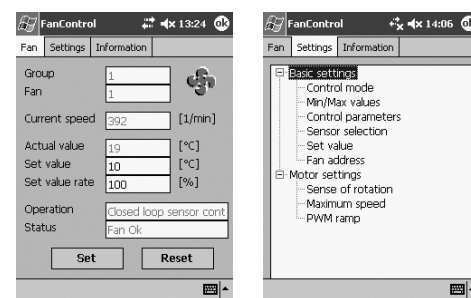 FanControl 13:24 ok
Fan Settings Information
Group 1
Fan 1
Current speed 392 [1/min]
Actual value 19 [°C]
Set value 10 [°C]
Set value rate 100 [%]
Operation Closed loop sensor cont
Status Fan Ok
Set Reset
FanControl 14:06
Fan Settings Information
Basic settings
Control mode
Min/Max values
Control parameters
Sensor selection
Set value
Fan address
Motor settings
Sense of rotation
Maximum speed
PWM ramp